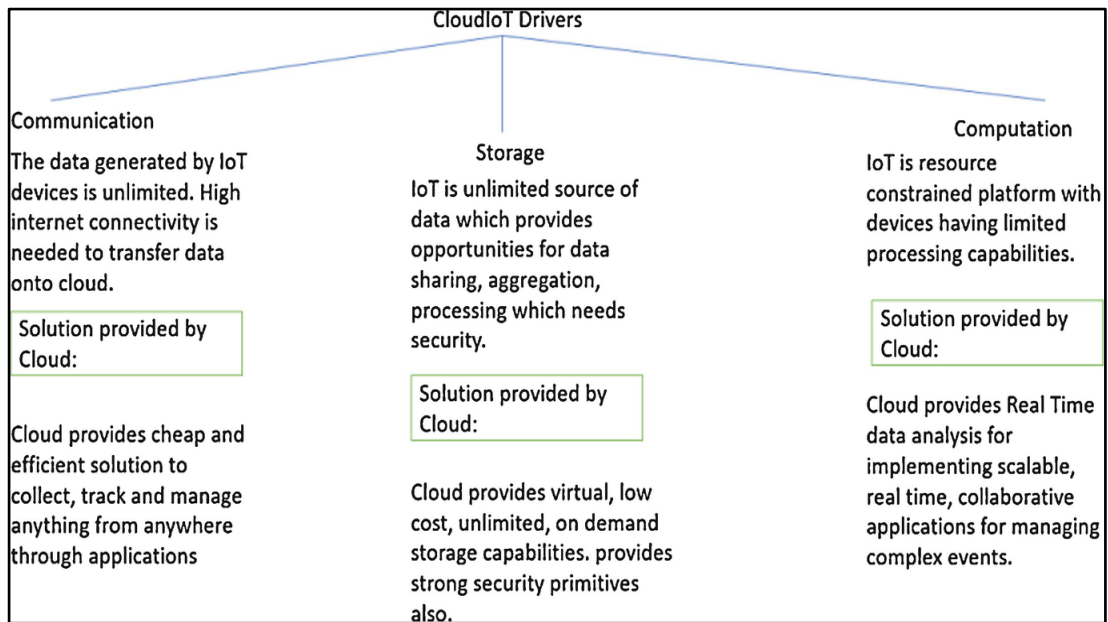 CloudIoT Drivers
Communication
The data generated by IoT
devices is unlimited. High
internet connectivity is
needed to transfer data
onto cloud.
Solution provided by
Cloud:
Cloud provides cheap and
efficient solution to
collect, track and manage
anything from anywhere
through applications
Storage
IoT is unlimited source of
data which provides
opportunities for data
sharing, aggregation,
processing which needs
security.
Solution provided by
Cloud:
Cloud provides virtual, low
cost, unlimited, on demand
storage capabilities. provides
strong security primitives
also.
Computation
IoT is resource
constrained platform with
devices having limited
processing capabilities.
Solution provided by
Cloud:
Cloud provides Real Time
data analysis for
implementing scalable,
real time, collaborative
applications for managing
complex events.